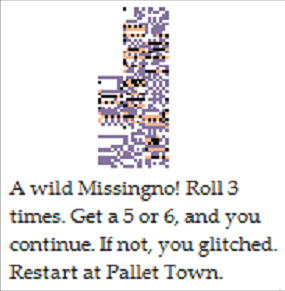 A wild Missingno! Roll 3
times. Get a 5 or 6, and you
continue. If not, you glitched.
Restart at Pallet Town.